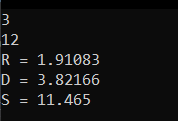 3
12
R = 1.91083
D = 3.82166
S = 11.465